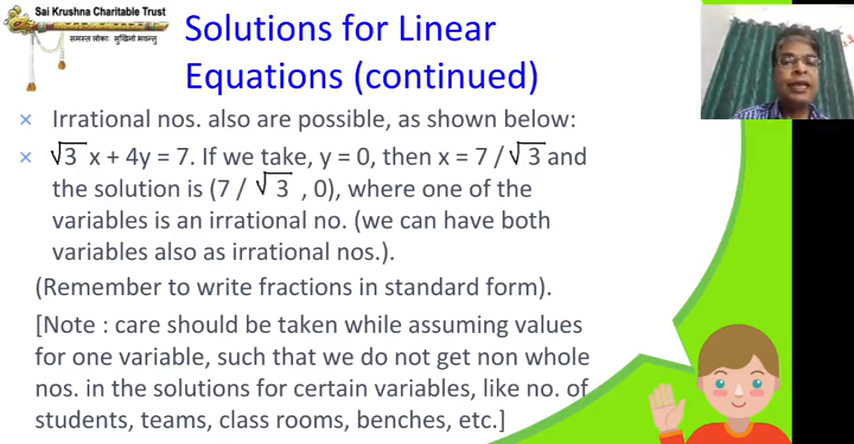 Sai Krushna Charitable Trust
समस्त लोकाः सुखिनो भवन्तु
Solutions for Linear
Equations (continued)
× Irrational nos. also are possible, as shown below:
× √3 x + 4y = 7. If we take, y = 0, then x = 7 / √3 and
the solution is (7 / √3 , 0), where one of the
variables is an irrational no. (we can have both
variables also as irrational nos.).
(Remember to write fractions in standard form).
[Note : care should be taken while assuming values
for one variable, such that we do not get non whole
nos. in the solutions for certain variables, like no. of
students, teams, class rooms, benches, etc.]